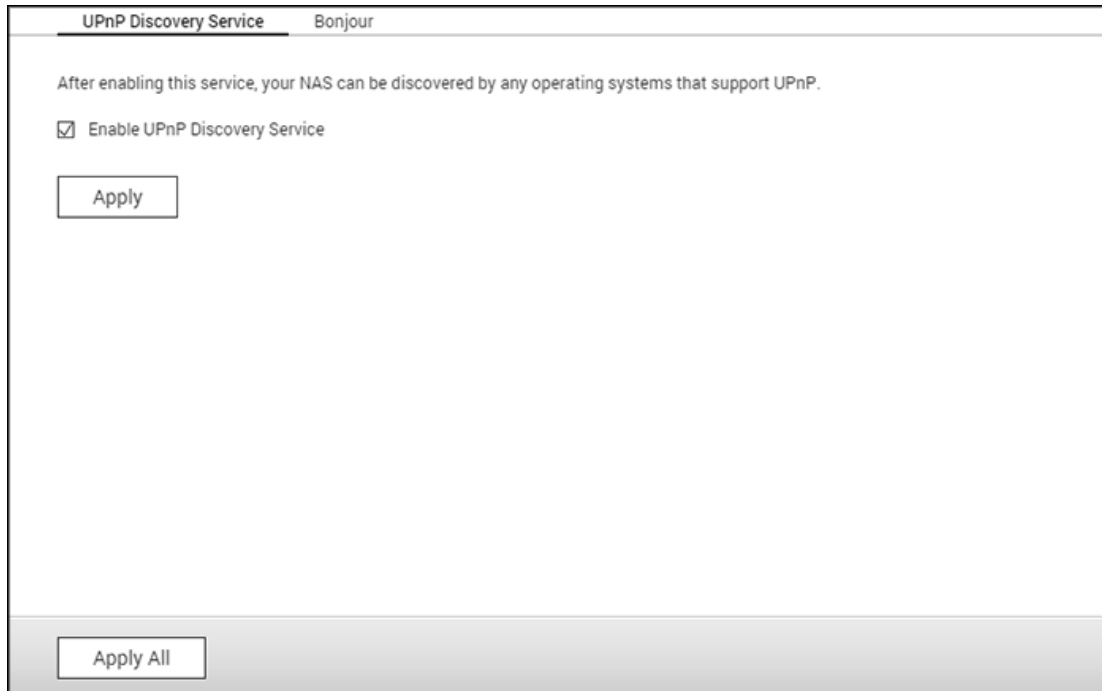 UPnP Discovery Service Bonjour
After enabling this service, your NAS can be discovered by any operating systems that support UPnP.
Enable UPnP Discovery Service
Apply
Apply All